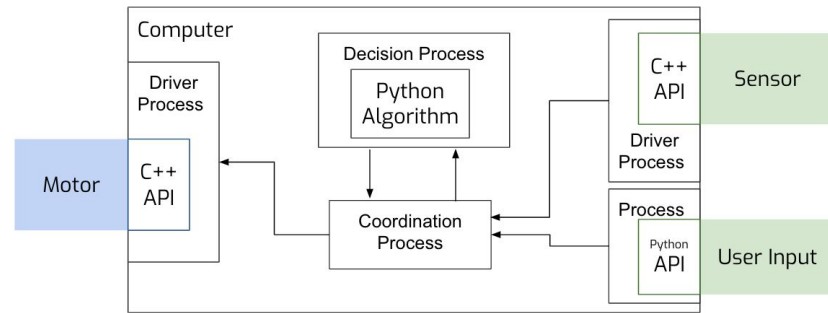 Computer
Driver
Process
C++
API
Motor
Decision Process
Python
Algorithm
Coordination
Process
C++
API
Sensor
Driver
Process
Process
Python
API
User Input